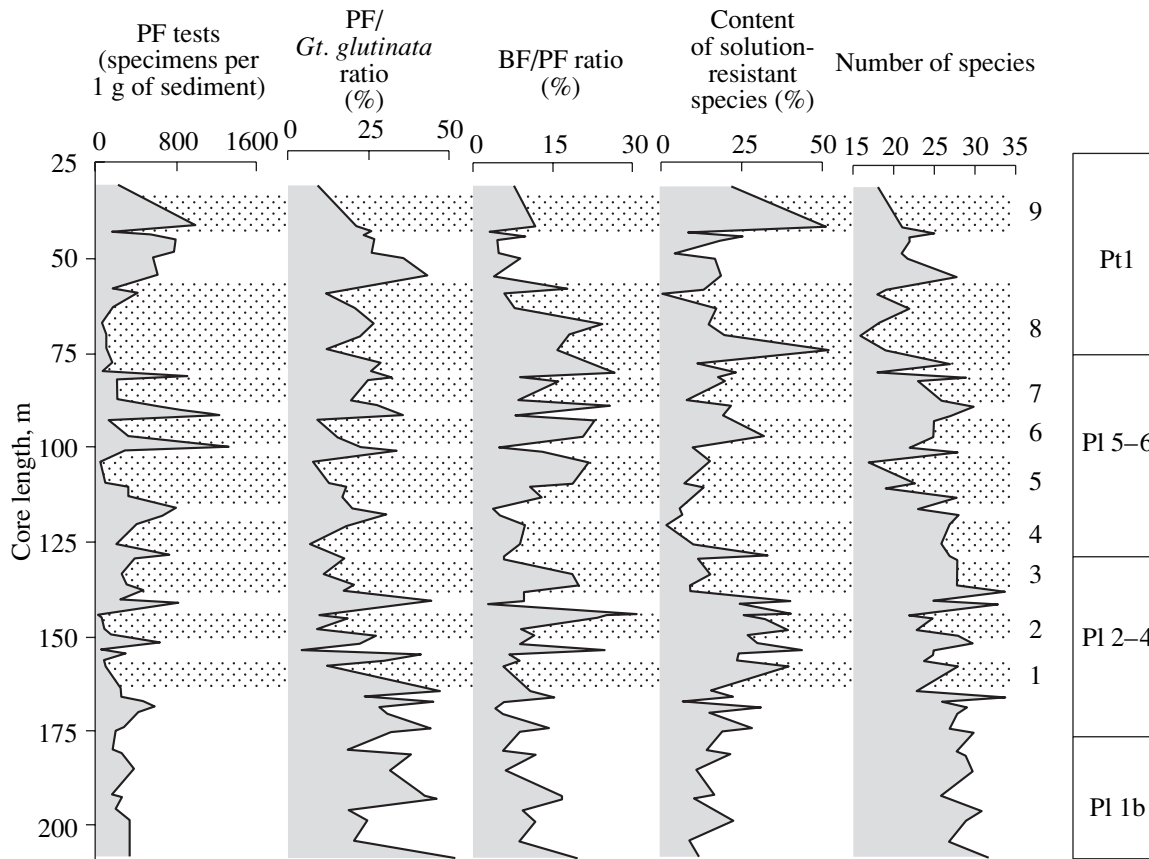 PF tests
(specimens per
1 g of sediment)
PF/
Gt. glutinata
ratio
(%)
BF/PF ratio
(%)
Content
of solution-
resistant
species (%)
Number of species
0 800 1600
0 25 50
0 15 30
0 25 50
15 20 25 30 35
Core length, m
25
50
75
100
125
150
175
200
9
8
7
6
5
4
3
2
1
Pt1
Pl 5–6
Pl 2–4
Pl 1b